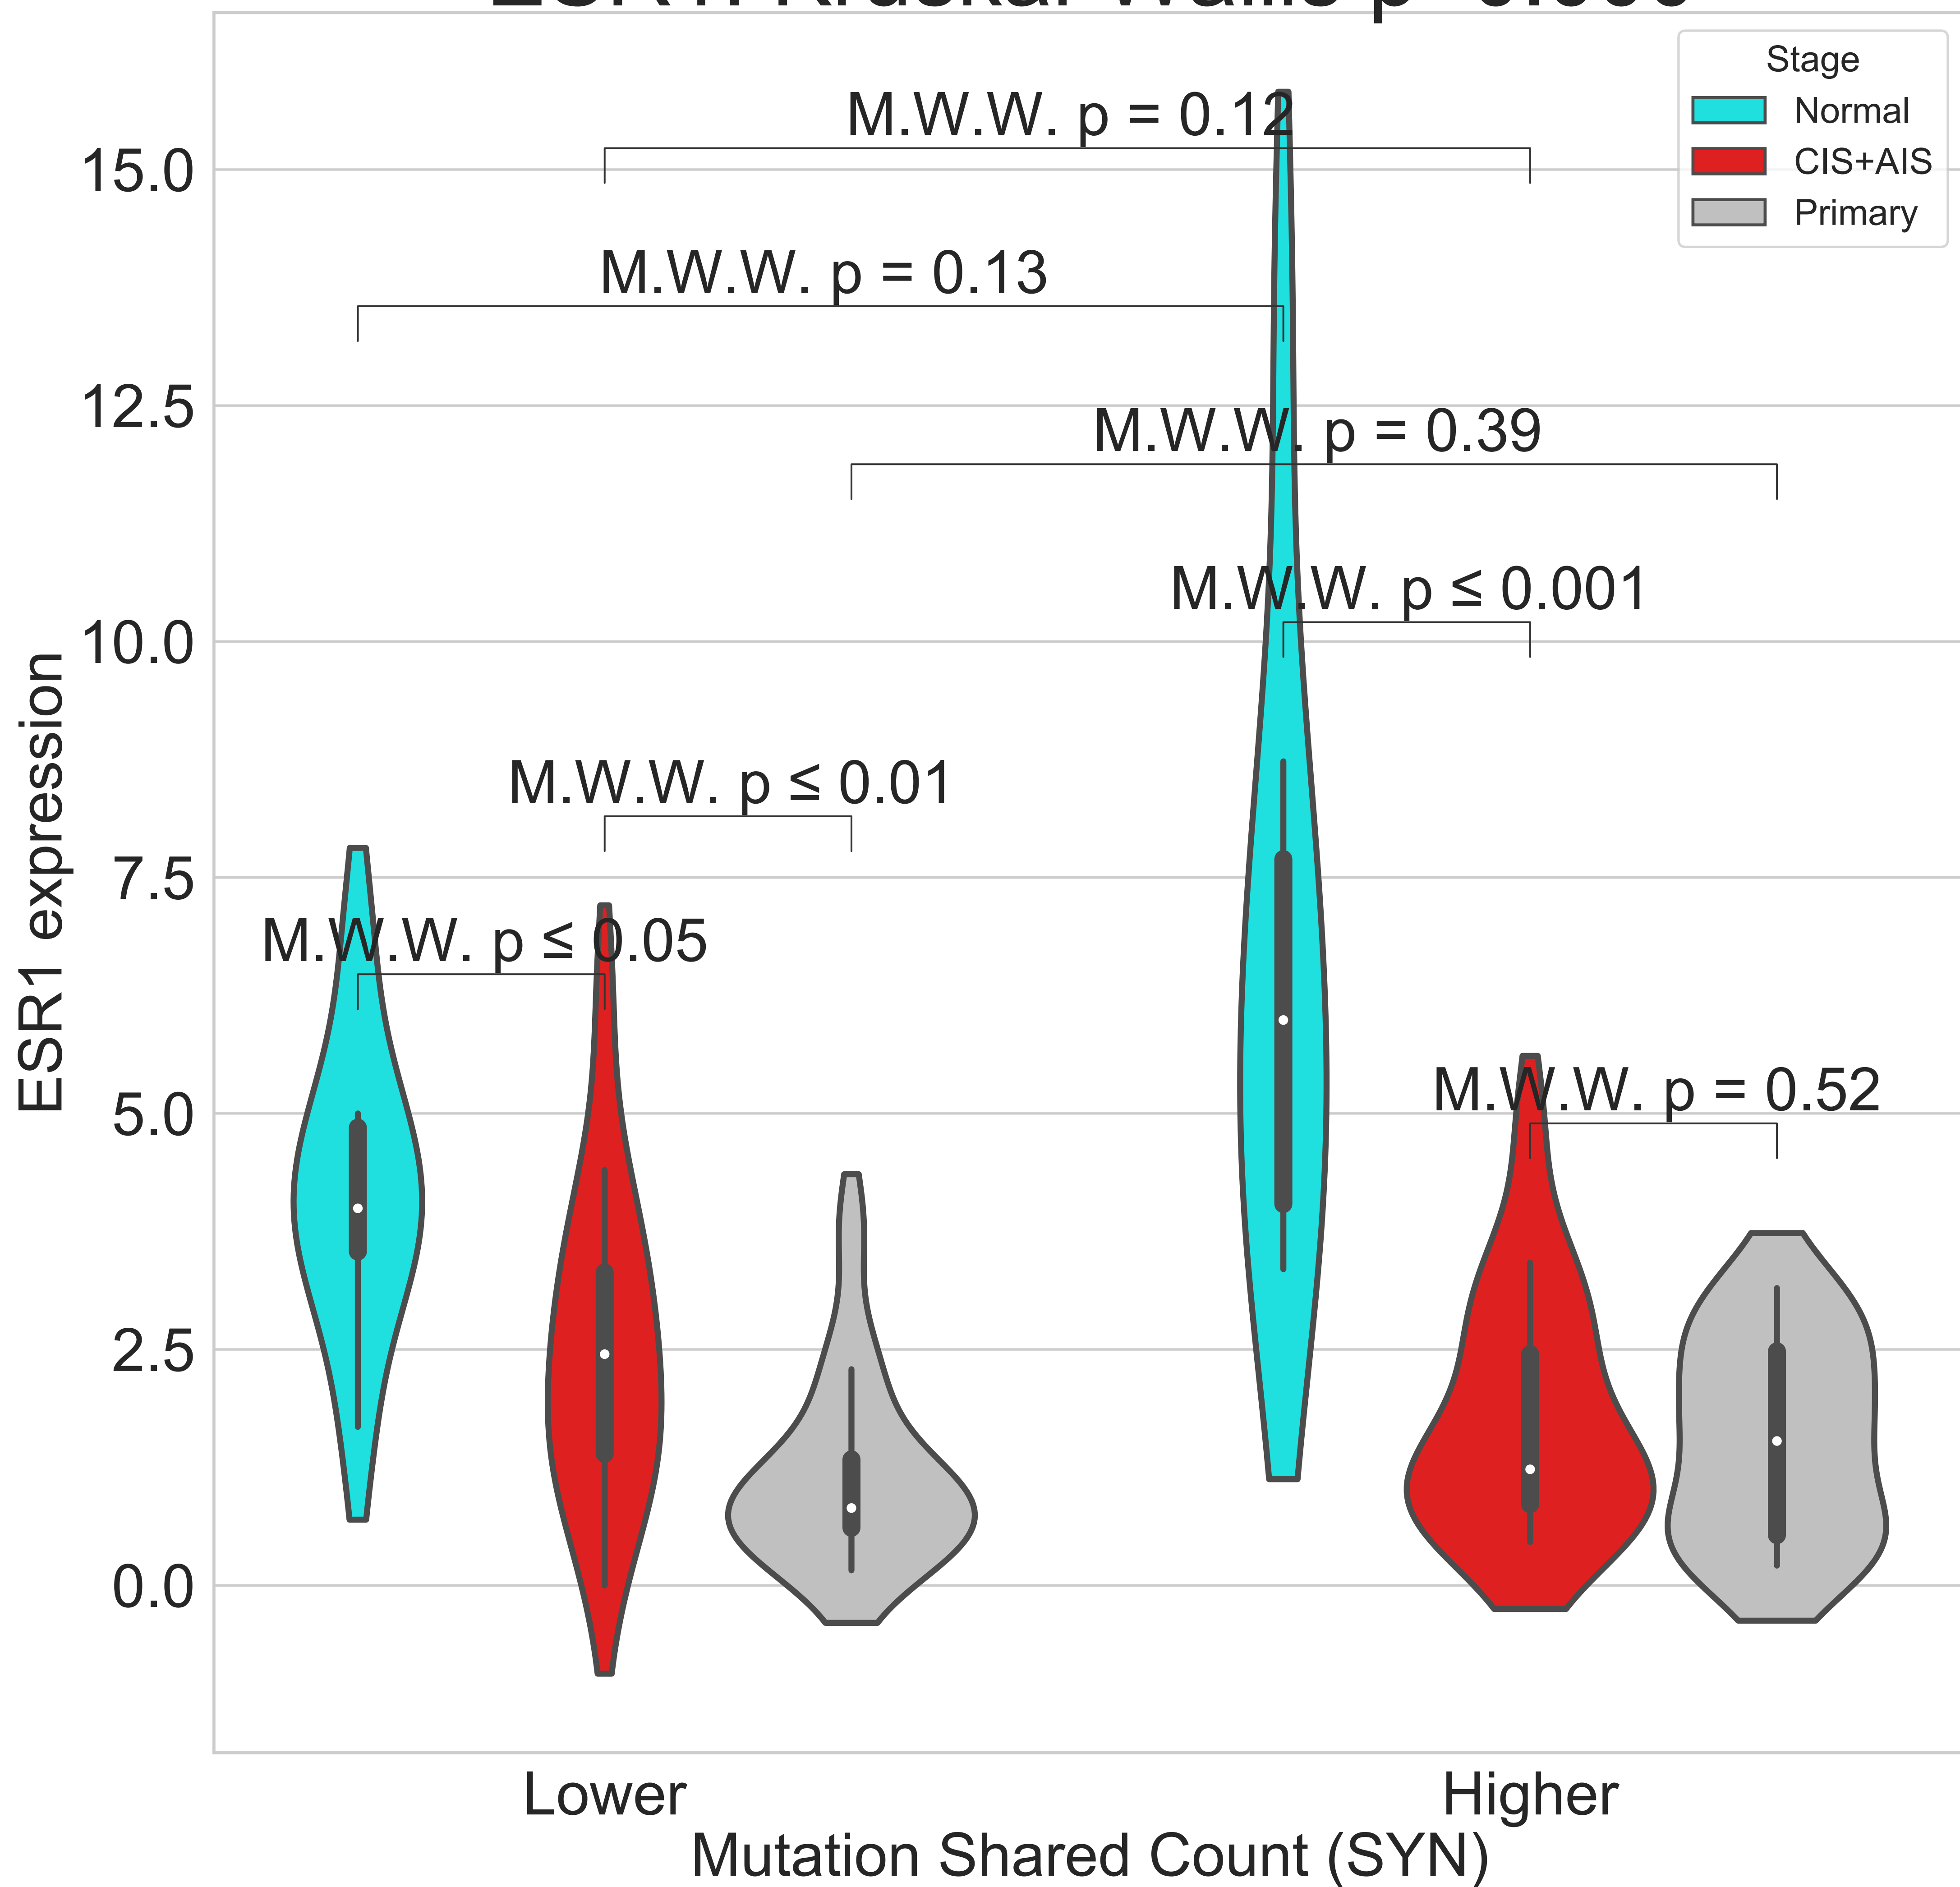 Stage
Normal
CIS+AIS
Primary
M.W.W. p = 0.12
M.W.W. p = 0.13
M.W.W. p = 0.39
M.W.W. p ≤ 0.001
M.W.W. p ≤ 0.01
M.W.W. p ≤ 0.05
M.W.W. p = 0.52
15.0
12.5
10.0
7.5
5.0
2.5
0.0
ESR1 expression
Lower
Higher
Mutation Shared Count (SYN)